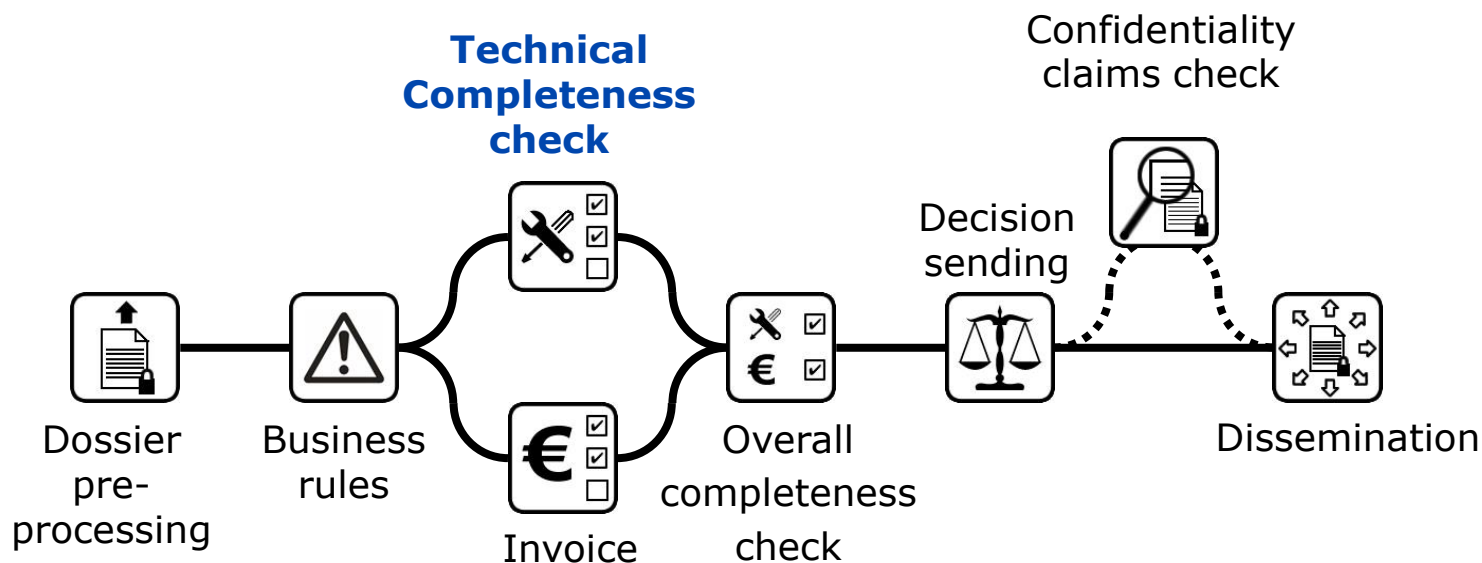 Technical
Completeness
check
Confidentiality
claims check
Decision
sending
Dossier
pre-
processing
Business
rules
€
Invoice
€
Overall
completeness
check
Dissemination